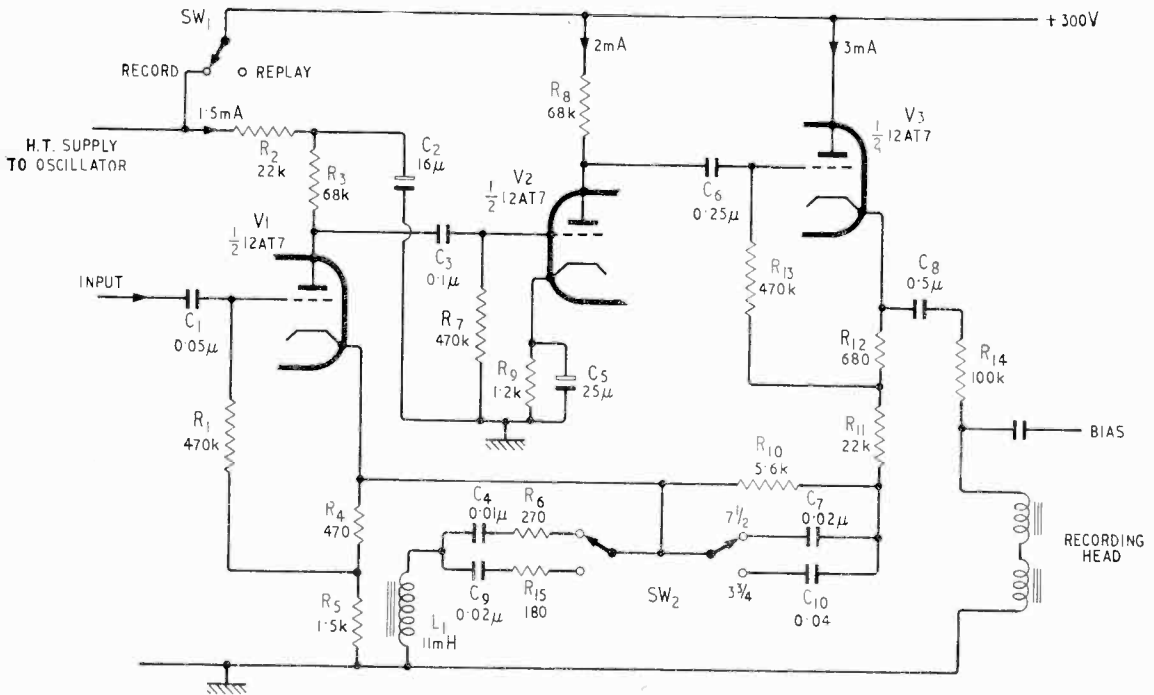 SW1
+ 300V
RECORD
REPLAY
2mA
3mA
1·5mA
H.T. SUPPLY
TO OSCILLATOR
R2
22k
R3
68k
C2
16μ
R8
68k
V3
1/2 12AT7
V2
1/2 12AT7
C6
0·25μ
V1
1/2 12AT7
INPUT
C1
0·05μ
C3
0·1μ
R7
470k
R13
470k
C8
0·5μ
R12
680
R14
100k
R9
1·2k
C5
25μ
R1
470k
R11
22k
BIAS
R10
5·6k
R4
470
C4
0·01μ
R6
270
7 1/2
C7
0·02μ
RECORDING
HEAD
C9
0·02μ
R15
180
SW2
3 3/4
C10
0·04
R5
1·5k
L1
11mH